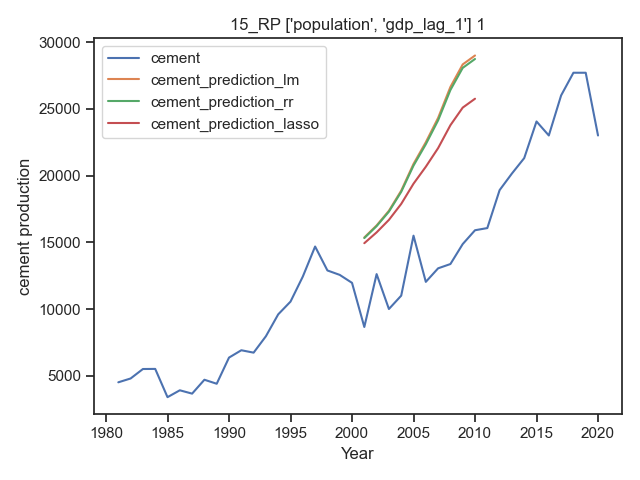 15_RP ['population', 'gdp_lag_1'] 1
30000
25000
20000
15000
10000
5000
cement production
cement
cement_prediction_lm
cement_prediction_rr
cement_prediction_lasso
1980 1985 1990 1995 2000 2005 2010 2015 2020
Year